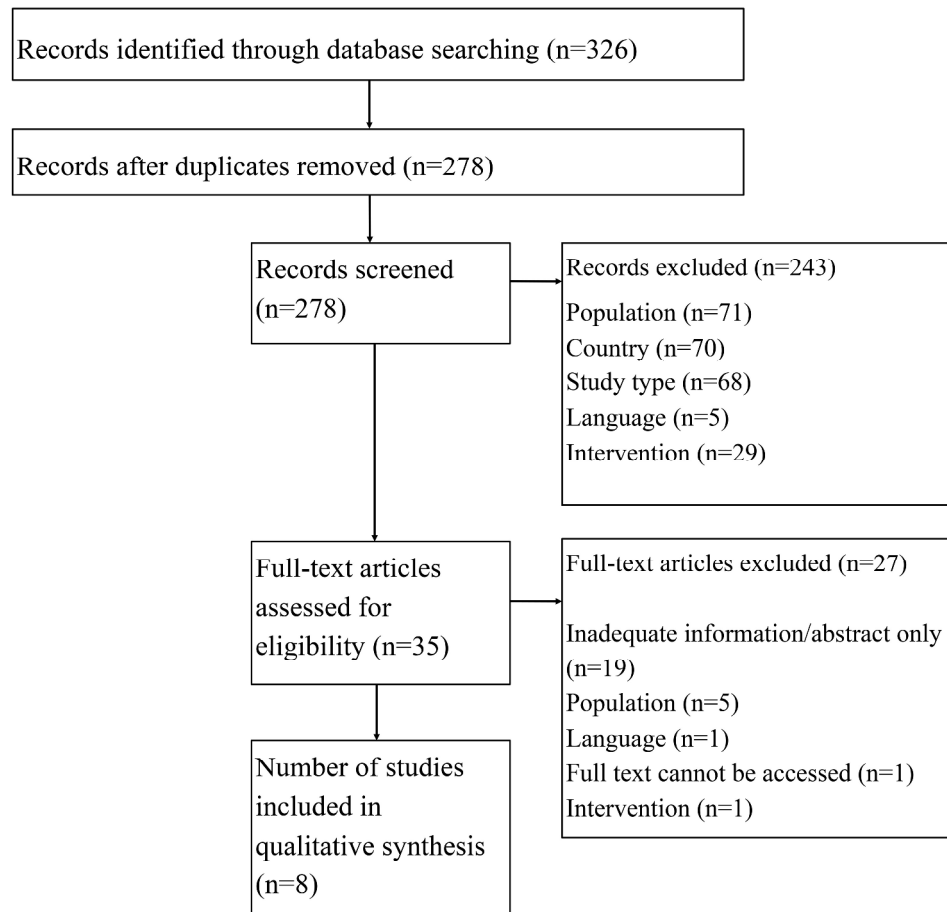 Records identified through database searching (n=326)
Records after duplicates removed (n=278)
Records screened
(n=278)
Records excluded (n=243)
Population (n=71)
Country (n=70)
Study type (n=68)
Language (n=5)
Intervention (n=29)
Full-text articles
assessed for
eligibility (n=35)
Full-text articles excluded (n=27)
Inadequate information/abstract only
(n=19)
Population (n=5)
Language (n=1)
Full text cannot be accessed (n=1)
Intervention (n=1)
Number of studies
included in
qualitative synthesis
(n=8)